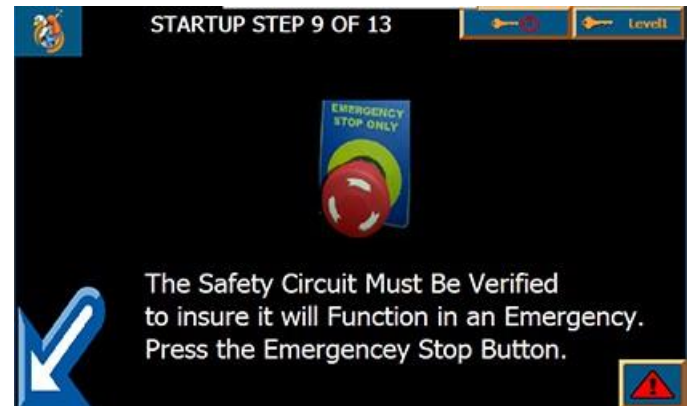 STARTUP STEP 9 OF 13
Level1
EMERGENCY
STOP ONLY
The Safety Circuit Must Be Verified
to insure it will Function in an Emergency.
Press the Emergencey Stop Button.